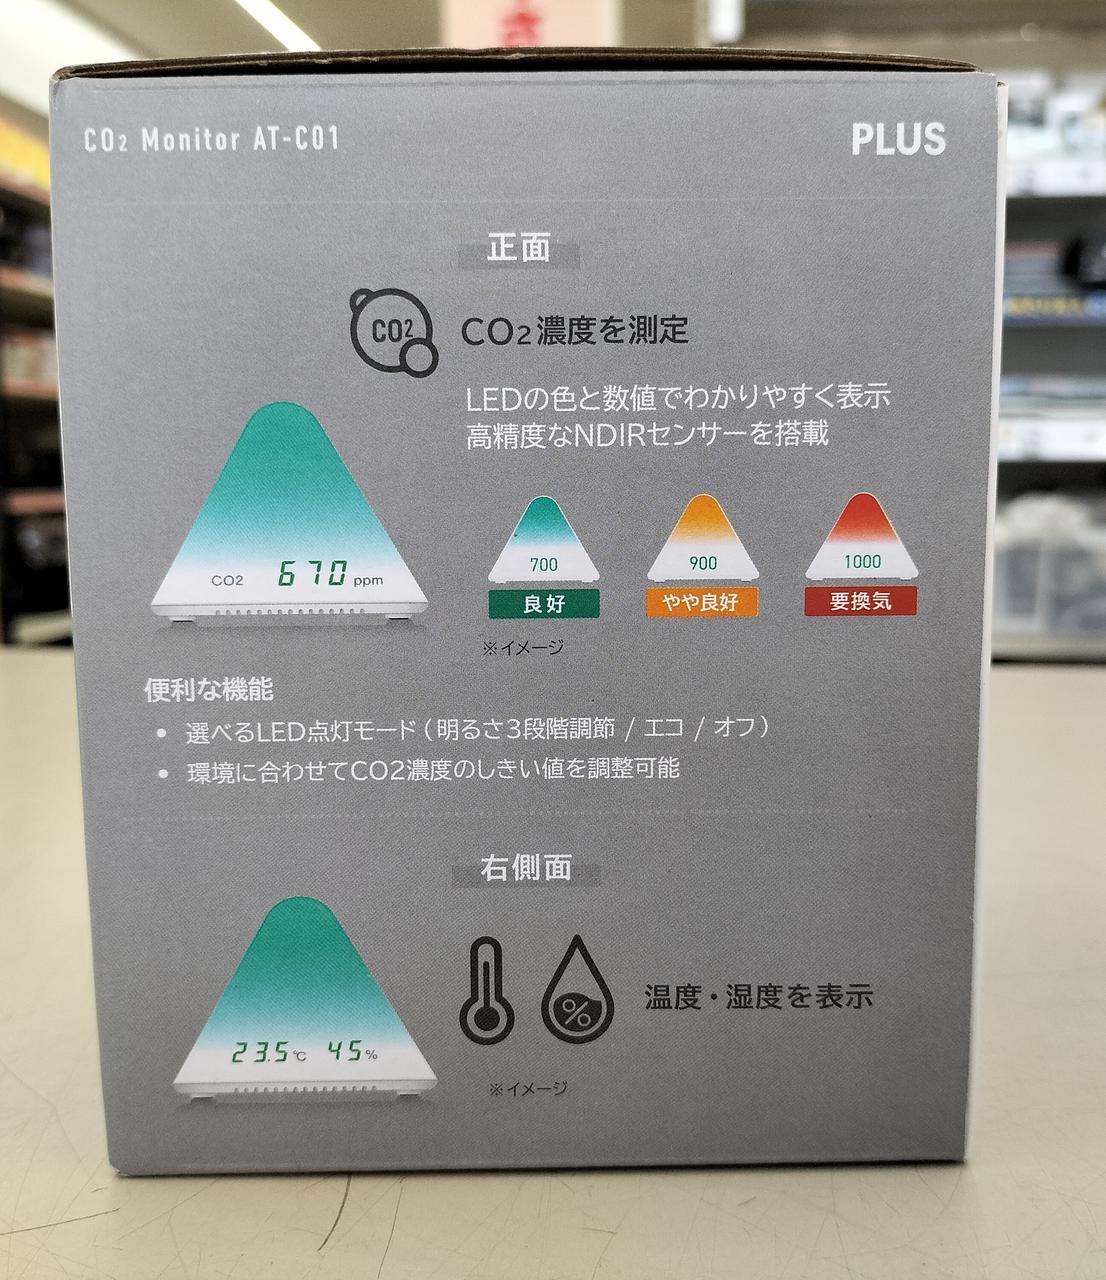 CO2 Monitor AT-C01
PLUS
正面
CO2
CO2濃度を測定
LEDの色と数値でわかりやすく表示
高精度なNDIRセンサーを搭載
CO2 670 ppm
700
900
1000
良好
やや良好
要換気
※イメージ
便利な機能
• 選べるLED点灯モード（明るさ3段階調節 / エコ / オフ）
• 環境に合わせてCO2濃度のしきい値を調整可能
右側面
%
温度・湿度を表示
23.5℃ 45%
※イメージ